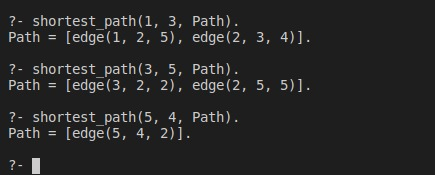 ?- shortest_path(1, 3, Path).
Path = [edge(1, 2, 5), edge(2, 3, 4)].
?- shortest_path(3, 5, Path).
Path = [edge(3, 2, 2), edge(2, 5, 5)].
?- shortest_path(5, 4, Path).
Path = [edge(5, 4, 2)].
?-